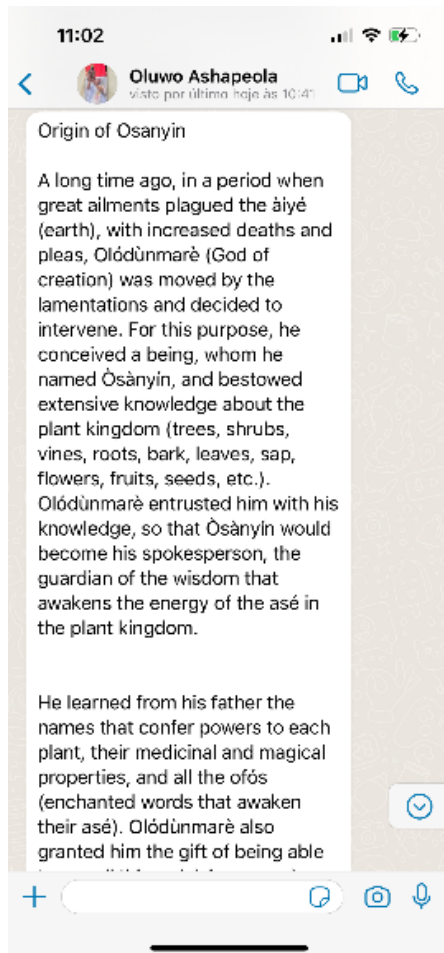 11:02
Oluwo Ashapeola
visto por último hoje às 10:41
Origin of Osanyin
A long time ago, in a period when
great ailments plagued the àiyé
(earth), with increased deaths and
pleas, Olódùnmarè (God of
creation) was moved by the
lamentations and decided to
intervene. For this purpose, he
conceived a being, whom he
named Òsànyín, and bestowed
extensive knowledge about the
plant kingdom (trees, shrubs,
vines, roots, bark, leaves, sap,
flowers, fruits, seeds, etc.).
Olódùnmarè entrusted him with his
knowledge, so that Òsànyín would
become his spokesperson, the
guardian of the wisdom that
awakens the energy of the asé in
the plant kingdom.
He learned from his father the
names that confer powers to each
plant, their medicinal and magical
properties, and all the ofós
(enchanted words that awaken
their asé). Olódùnmarè also
granted him the gift of being able